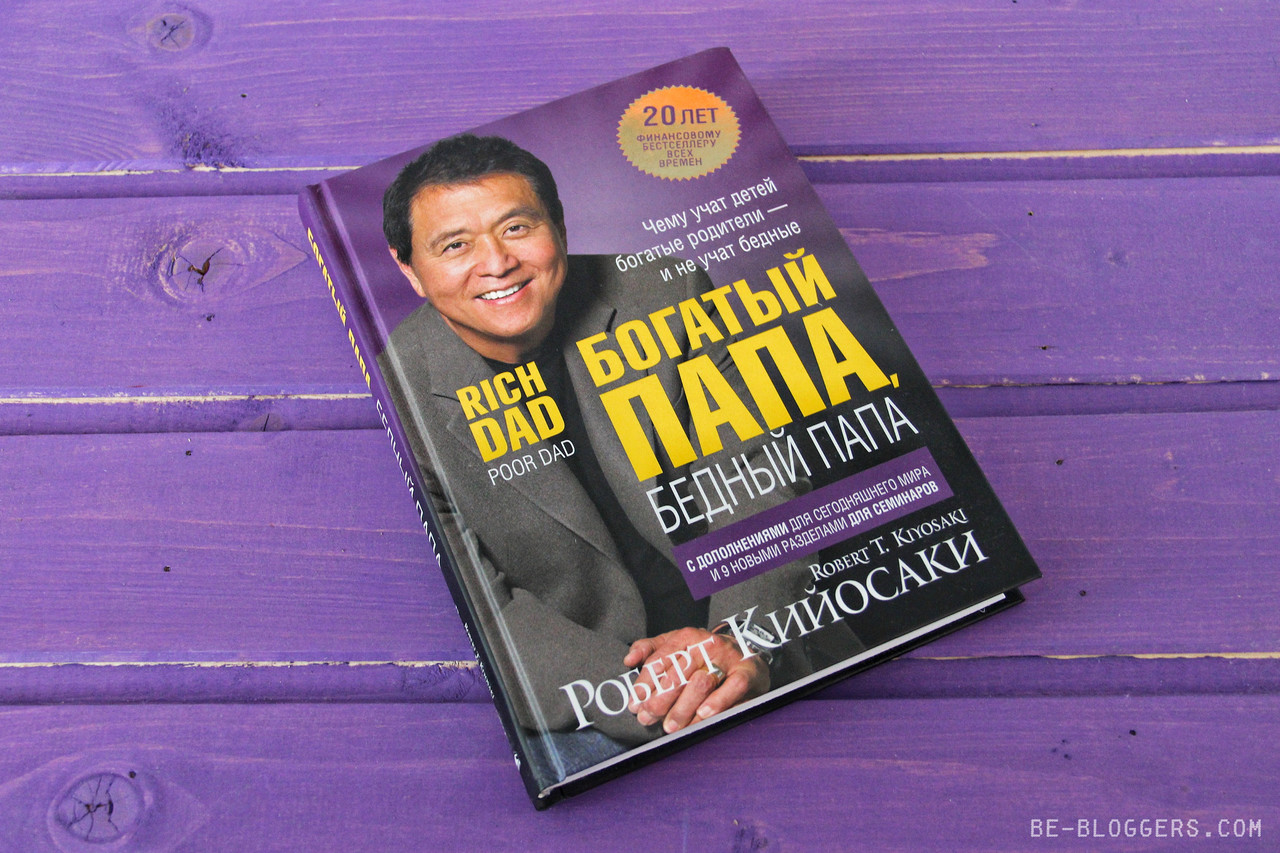 20 ЛЕТ
ФИНАНСОВОМУ
БЕСТСЕЛЛЕРУ
ВСЕХ
ВРЕМЕН
Чему учат детей
богатые родители —
и не учат бедные
БОГАТЫЙ
ПАПА,
БЕДНЫЙ ПАПА
RICH
DAD
POOR DAD
С ДОПОЛНЕНИЯМИ ДЛЯ СЕГОДНЯШНЕГО МИРА
И 9 НОВЫМИ РАЗДЕЛАМИ ДЛЯ СЕМИНАРОВ
ROBERT T. KIYOSAKI
РОБЕРТ КИЙОСАКИ
БОГАТЫЙ ПАПА, БЕДНЫЙ ПАПА
BE-BLOGGERS.COM